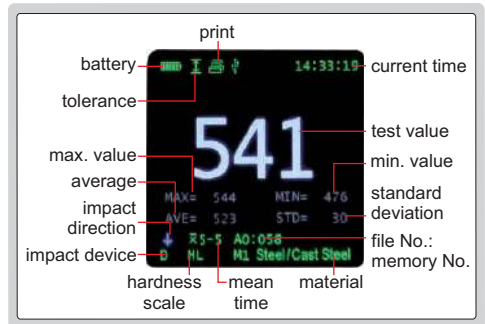 print
battery
14:33:19
current time
tolerance
541
test value
max. value
min. value
average
MAX= 544 MIN= 476
standard
deviation
impact
direction
AVE= 523 STD= 30
x̄5-5 A0:058
file No.:
memory No.
impact device
D HL M1 Steel/Cast Steel
hardness
scale
mean
time
material